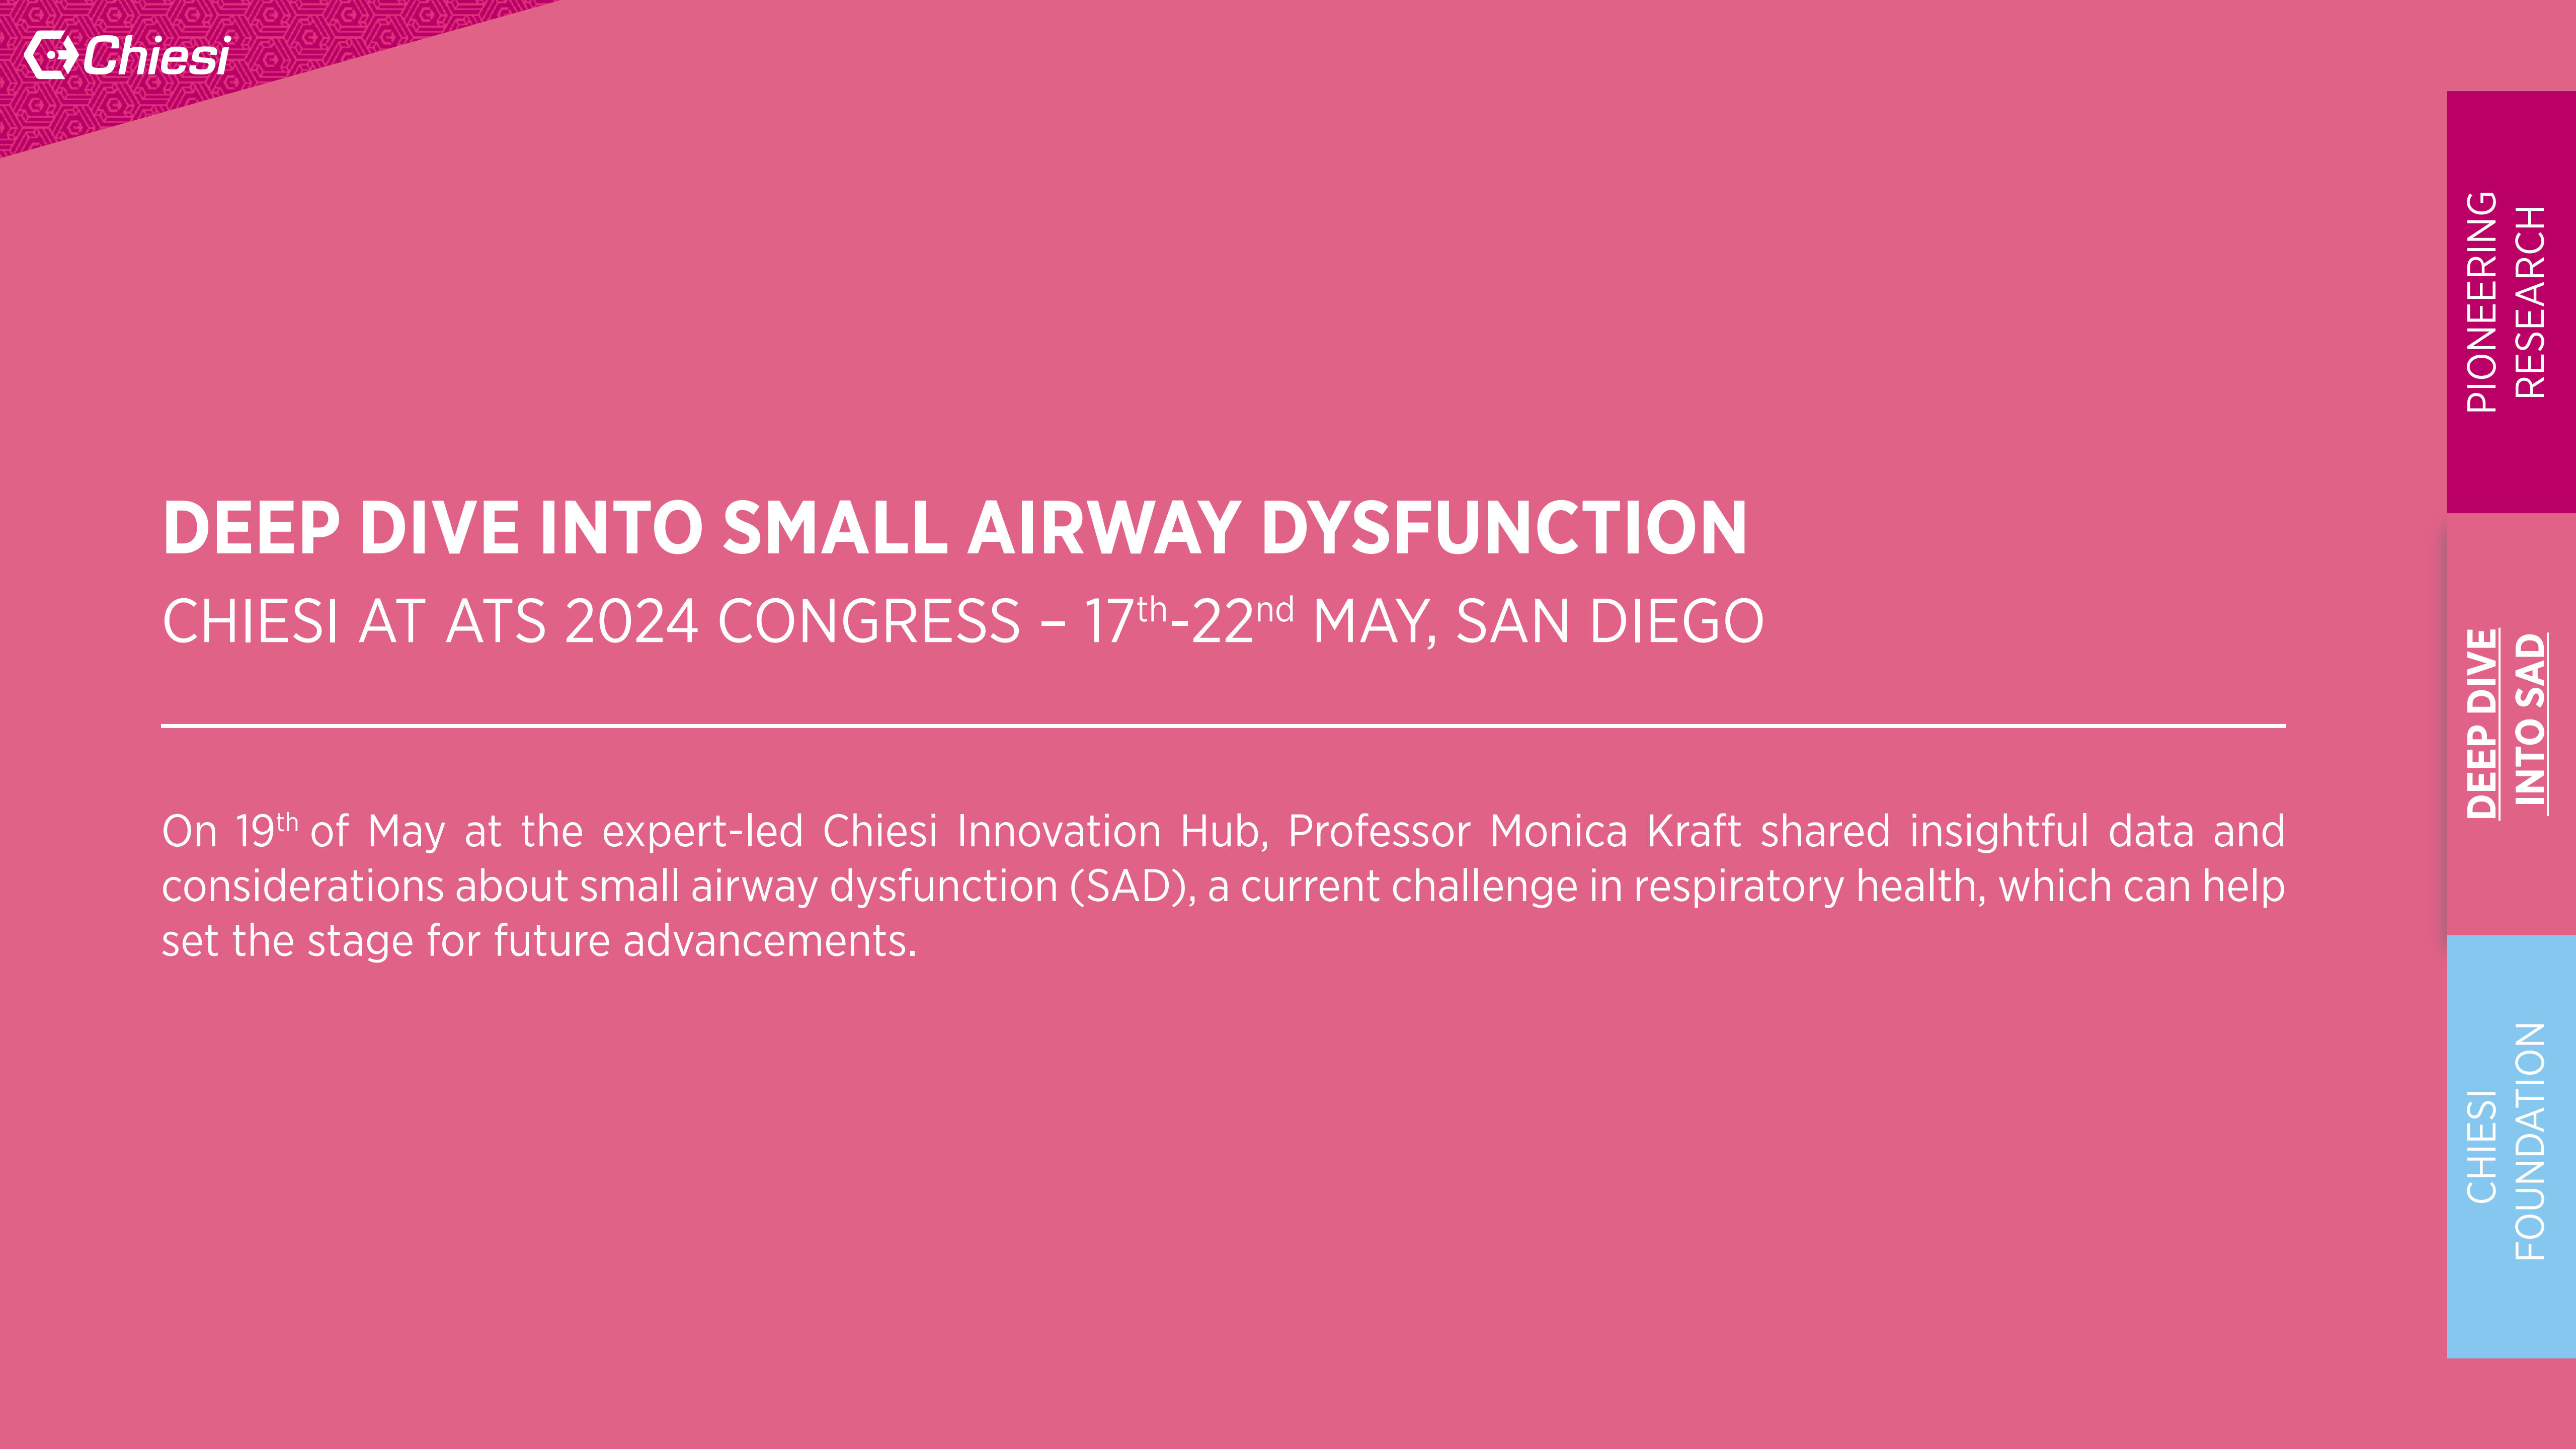 Chiesi
DEEP DIVE INTO SMALL AIRWAY DYSFUNCTION
CHIESI AT ATS 2024 CONGRESS – 17th-22nd MAY, SAN DIEGO
On 19th of May at the expert-led Chiesi Innovation Hub, Professor Monica Kraft shared insightful data and
considerations about small airway dysfunction (SAD), a current challenge in respiratory health, which can help
set the stage for future advancements.
PIONEERING
RESEARCH
DEEP DIVE
INTO SAD
CHIESI
FOUNDATION